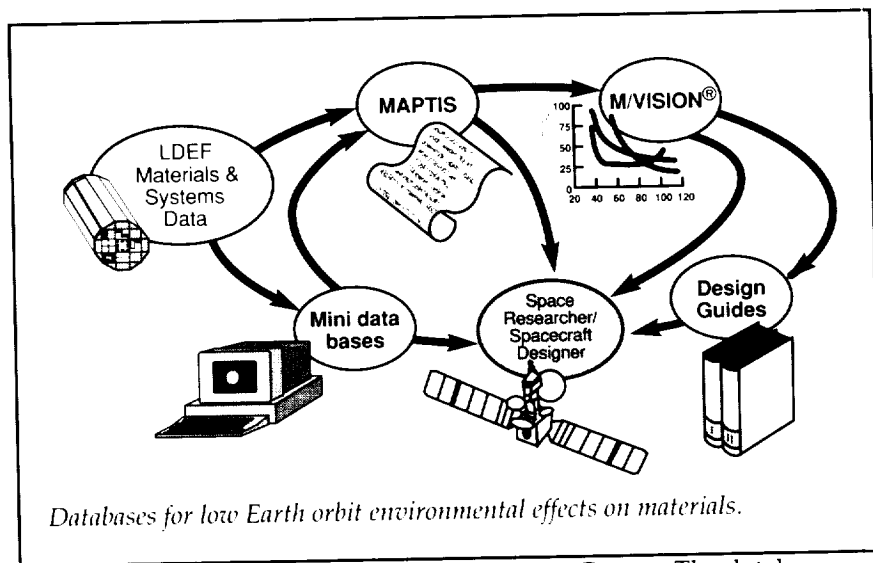 LDEF
Materials &
Systems
Data
MAPTIS
M/VISION®
100
75
50
25
0
20 40 60 80 100 120
Mini data
bases
Space
Researcher/
Spacecraft
Designer
Design
Guides
I II
Databases for low Earth orbit environmental effects on materials.